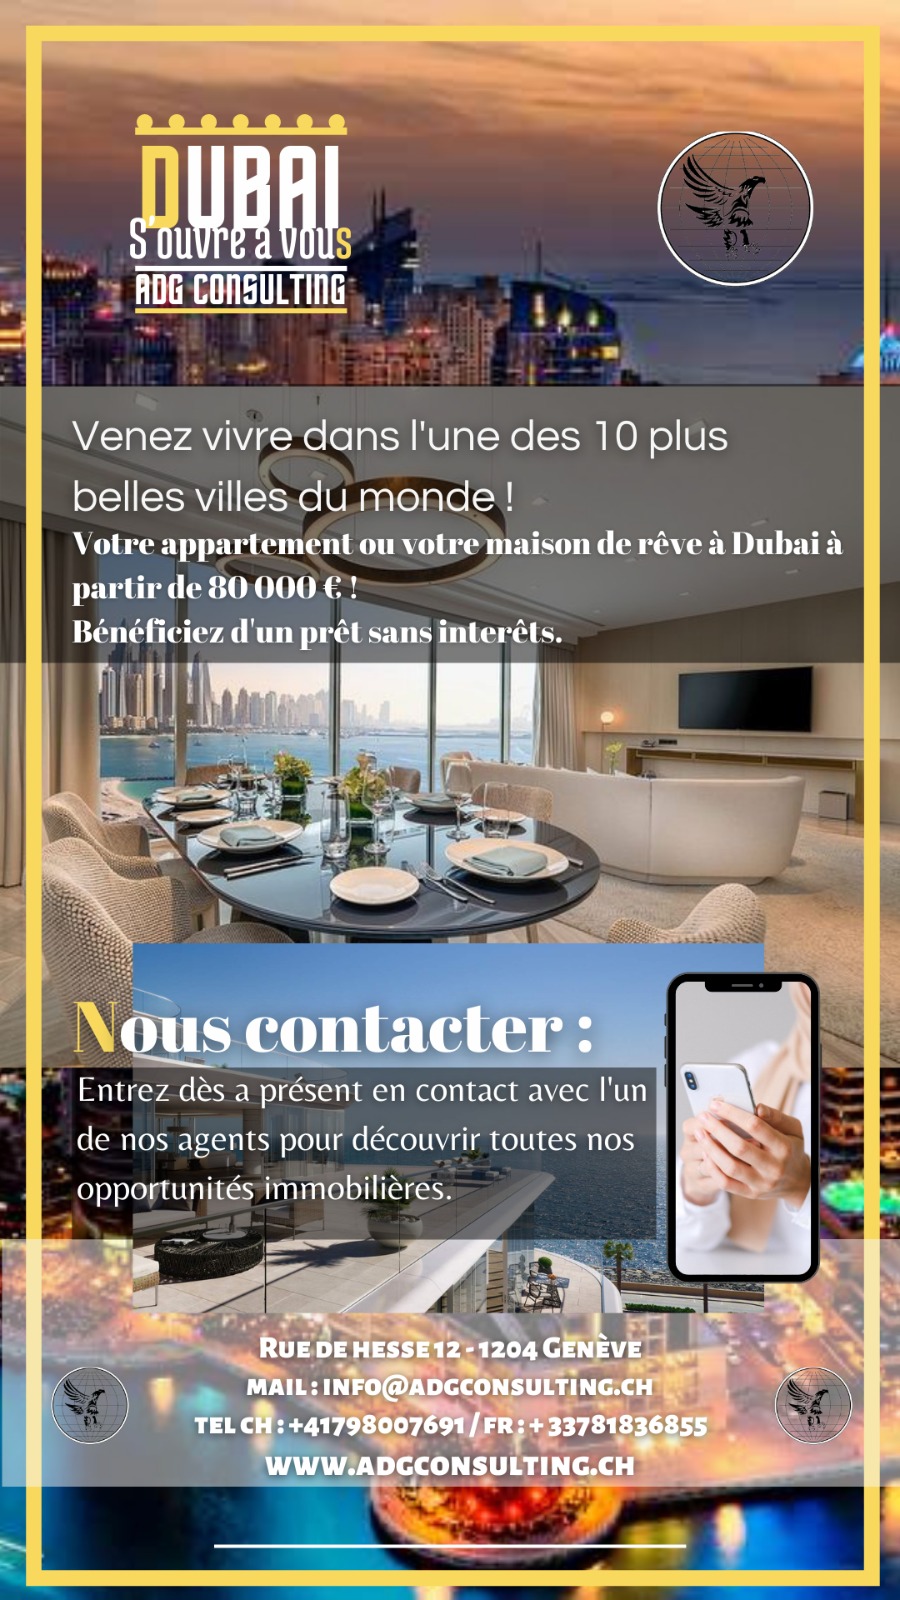 DUBAI
S'ouvre a vous
ADG CONSULTING
Venez vivre dans l'une des 10 plus
belles villes du monde !
Votre appartement ou votre maison de rêve à Dubai à
partir de 80 000 € !
Bénéficiez d'un prêt sans interêts.
Nous contacter :
Entrez dès a présent en contact avec l'un
de nos agents pour découvrir toutes nos
opportunités immobilières.
Rue de hesse 12 - 1204 Genève
mail : info@adgconsulting.ch
tel ch : +41798007691 / fr : + 33781836855
www.adgconsulting.ch